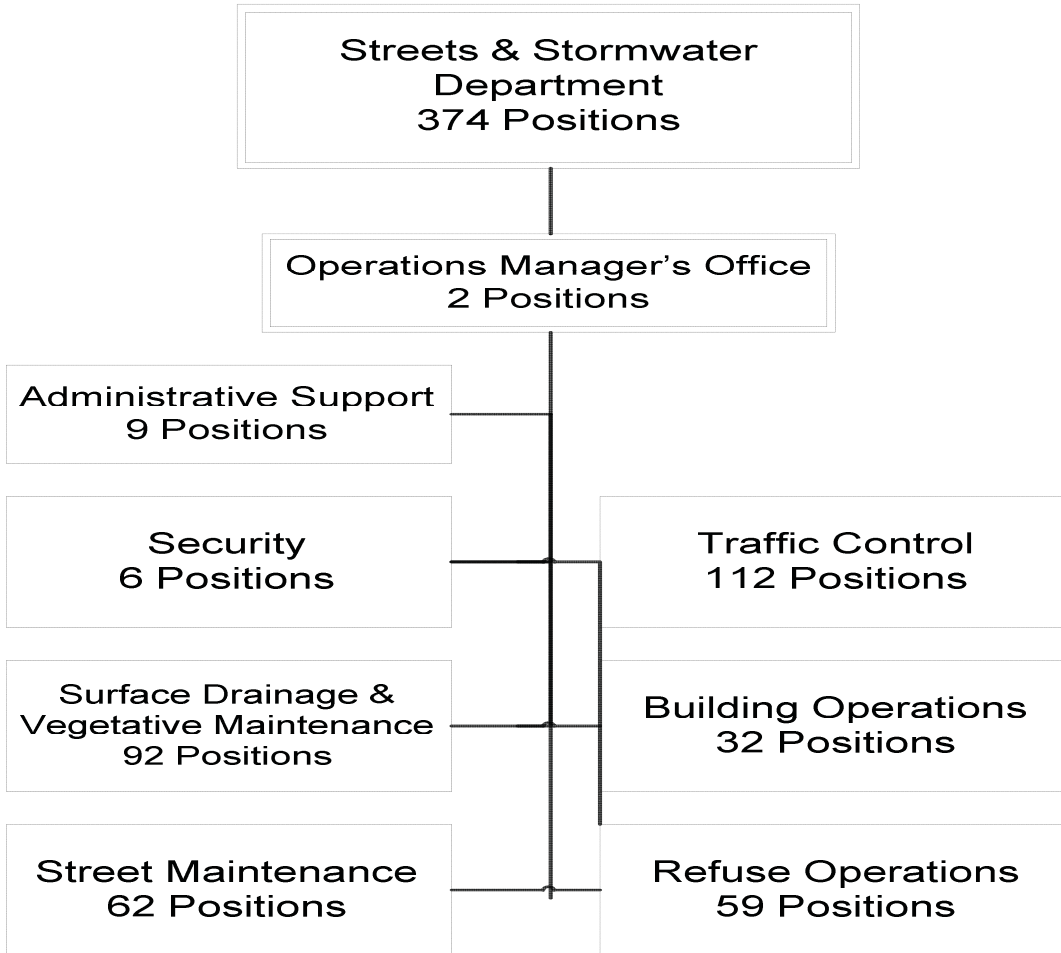 Streets & Stormwater
Department
374 Positions
Operations Manager’s Office
2 Positions
Administrative Support
9 Positions
Security
6 Positions
Traffic Control
112 Positions
Surface Drainage &
Vegetative Maintenance
92 Positions
Building Operations
32 Positions
Street Maintenance
62 Positions
Refuse Operations
59 Positions